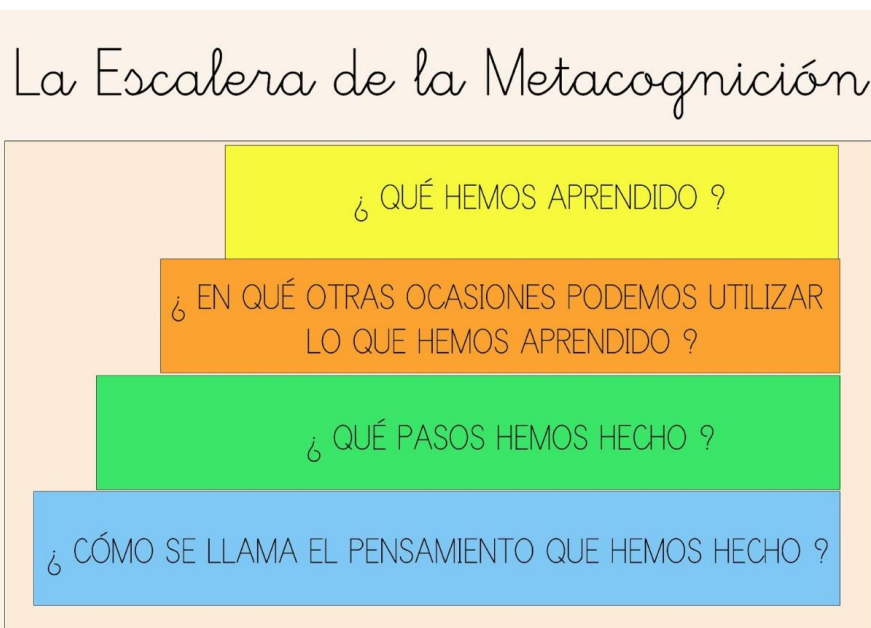 La Escalera de la Metacognición
¿ QUÉ HEMOS APRENDIDO ?
¿ EN QUÉ OTRAS OCASIONES PODEMOS UTILIZAR
LO QUE HEMOS APRENDIDO ?
¿ QUÉ PASOS HEMOS HECHO ?
¿ CÓMO SE LLAMA EL PENSAMIENTO QUE HEMOS HECHO ?